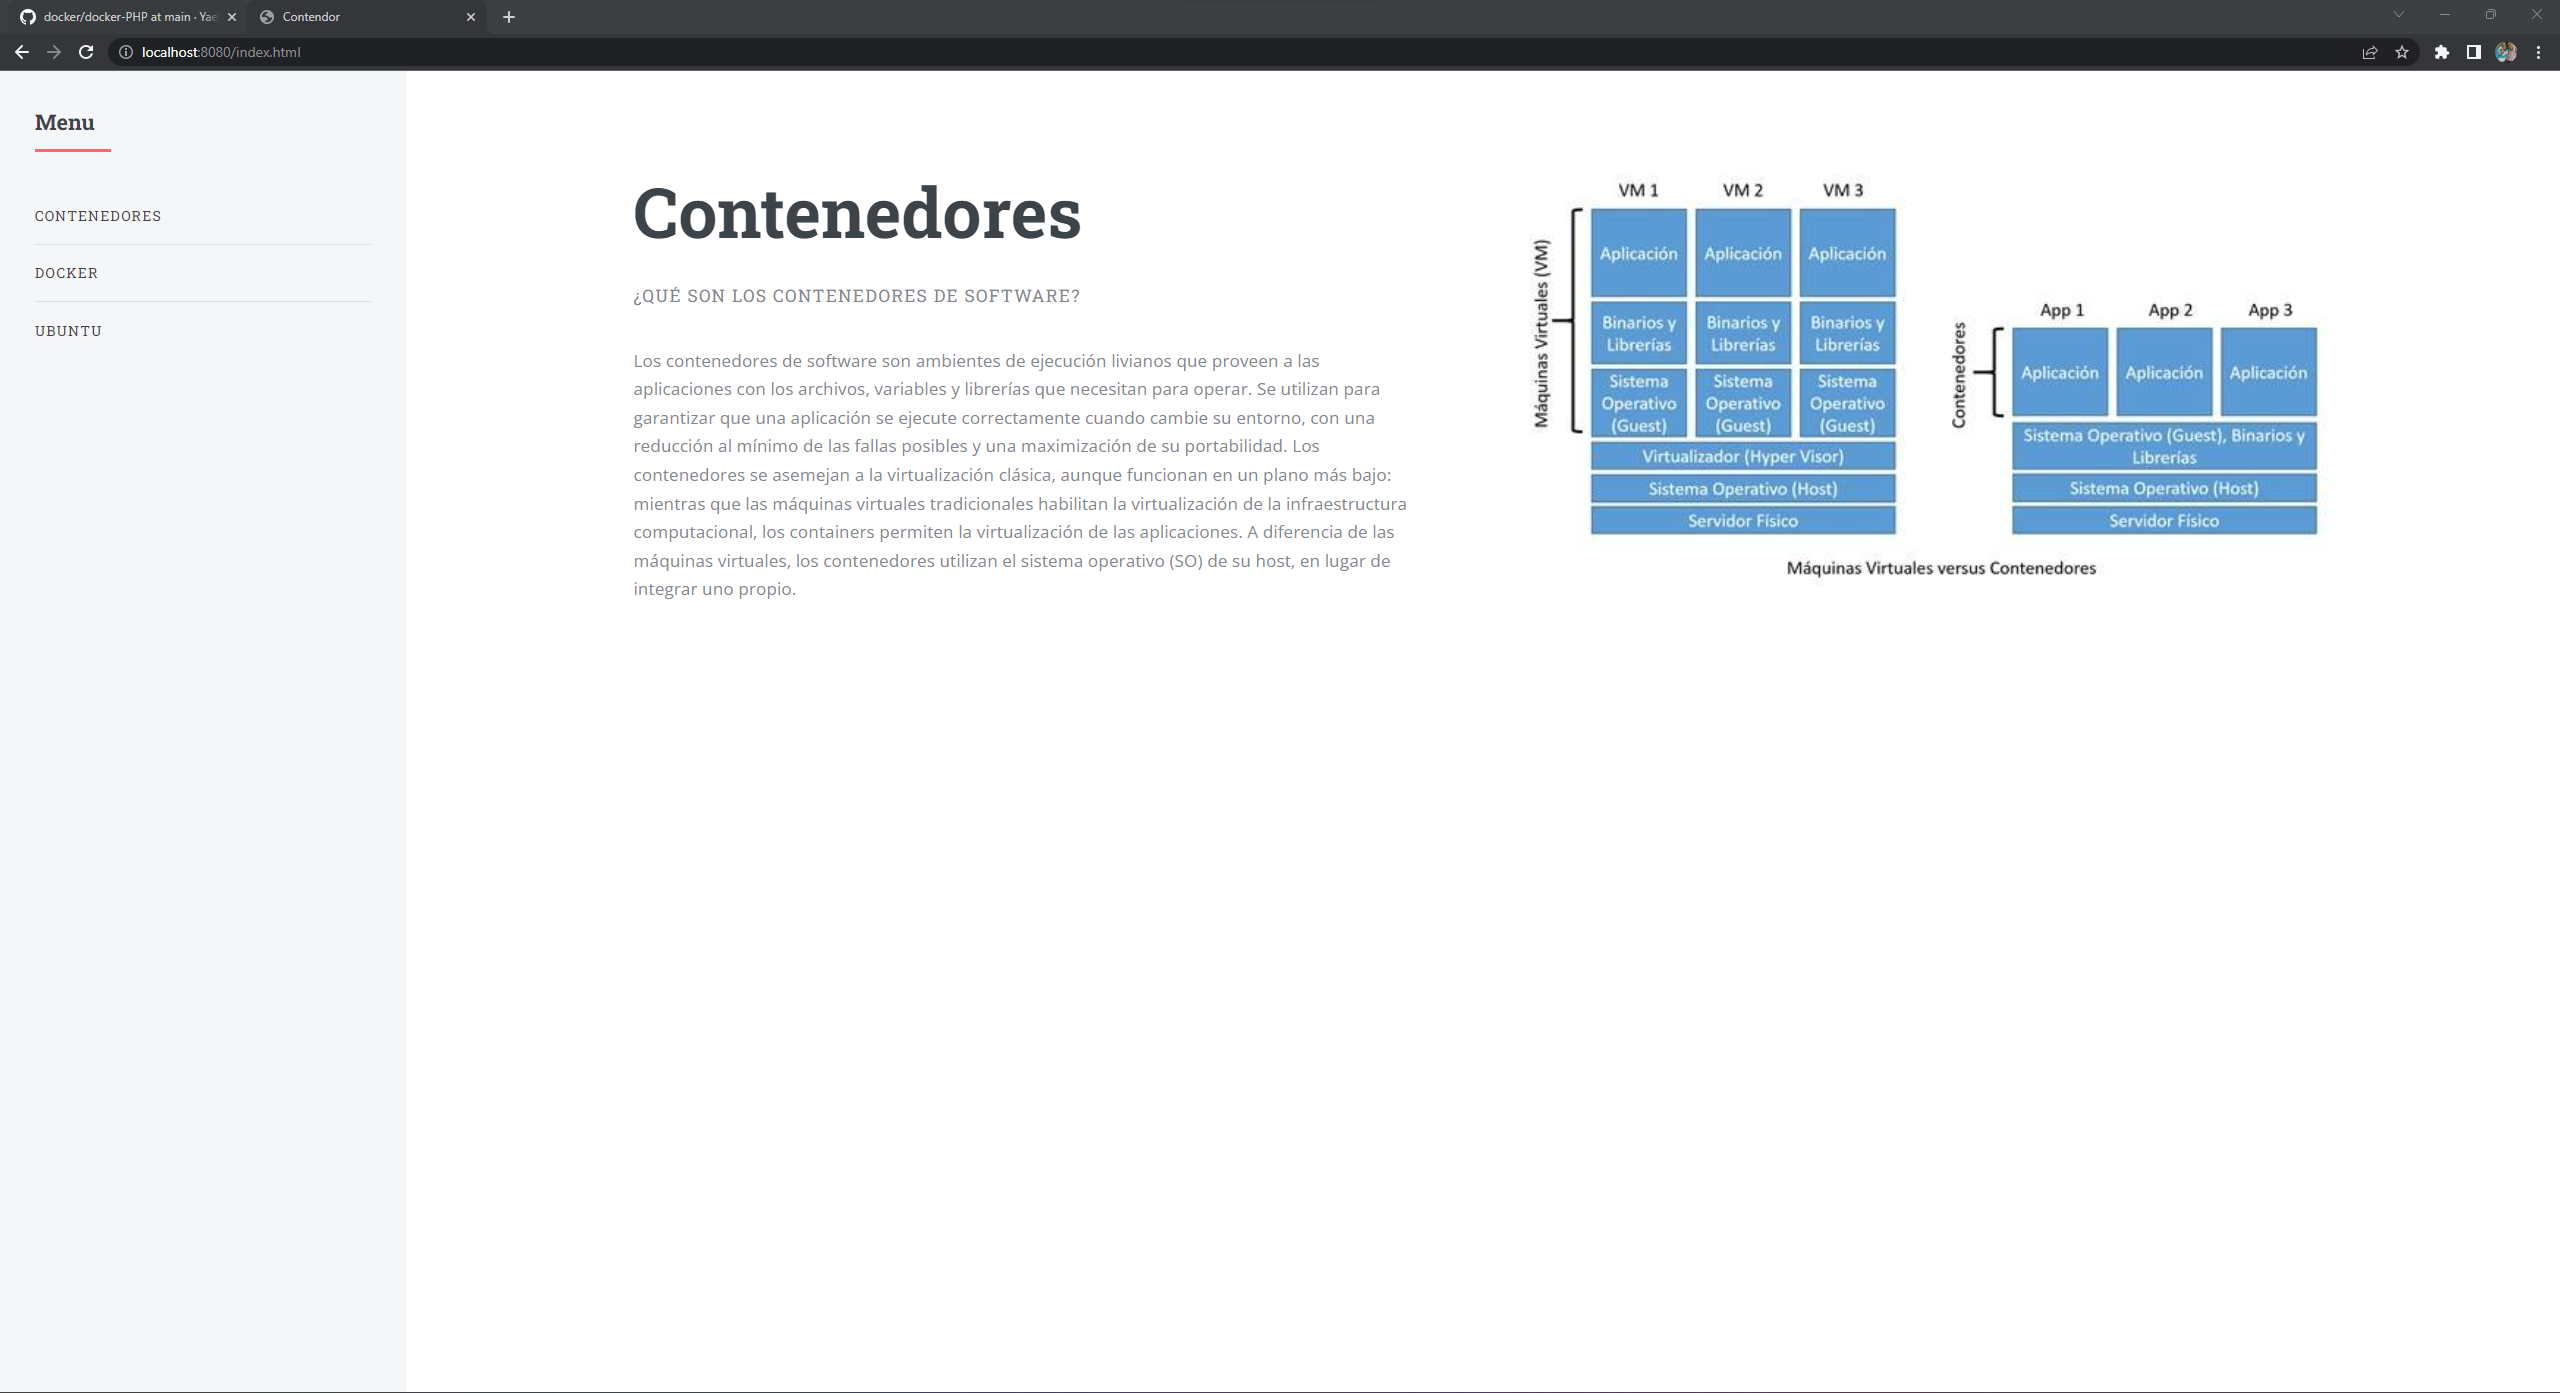 docker/docker-PHP at main · Yae
Contendor
localhost:8080/index.html
Menu
CONTENEDORES
DOCKER
UBUNTU
Contenedores
¿QUÉ SON LOS CONTENEDORES DE SOFTWARE?
Los contenedores de software son ambientes de ejecución livianos que proveen a las
aplicaciones con los archivos, variables y librerías que necesitan para operar. Se utilizan para
garantizar que una aplicación se ejecute correctamente cuando cambie su entorno, con una
reducción al mínimo de las fallas posibles y una maximización de su portabilidad. Los
contenedores se asemejan a la virtualización clásica, aunque funcionan en un plano más bajo:
mientras que las máquinas virtuales tradicionales habilitan la virtualización de la infraestructura
computacional, los containers permiten la virtualización de las aplicaciones. A diferencia de las
máquinas virtuales, los contenedores utilizan el sistema operativo (SO) de su host, en lugar de
integrar uno propio.
VM 1 VM 2 VM 3
Máquinas Virtuales (VM)
Aplicación Aplicación Aplicación
Binarios y Binarios y Binarios y
Librerías Librerías Librerías
Sistema Sistema Sistema
Operativo Operativo Operativo
(Guest) (Guest) (Guest)
Virtualizador (Hyper Visor)
Sistema Operativo (Host)
Servidor Físico
App 1 App 2 App 3
Contenedores
Aplicación Aplicación Aplicación
Sistema Operativo (Guest), Binarios y
Librerías
Sistema Operativo (Host)
Servidor Físico
Máquinas Virtuales versus Contenedores